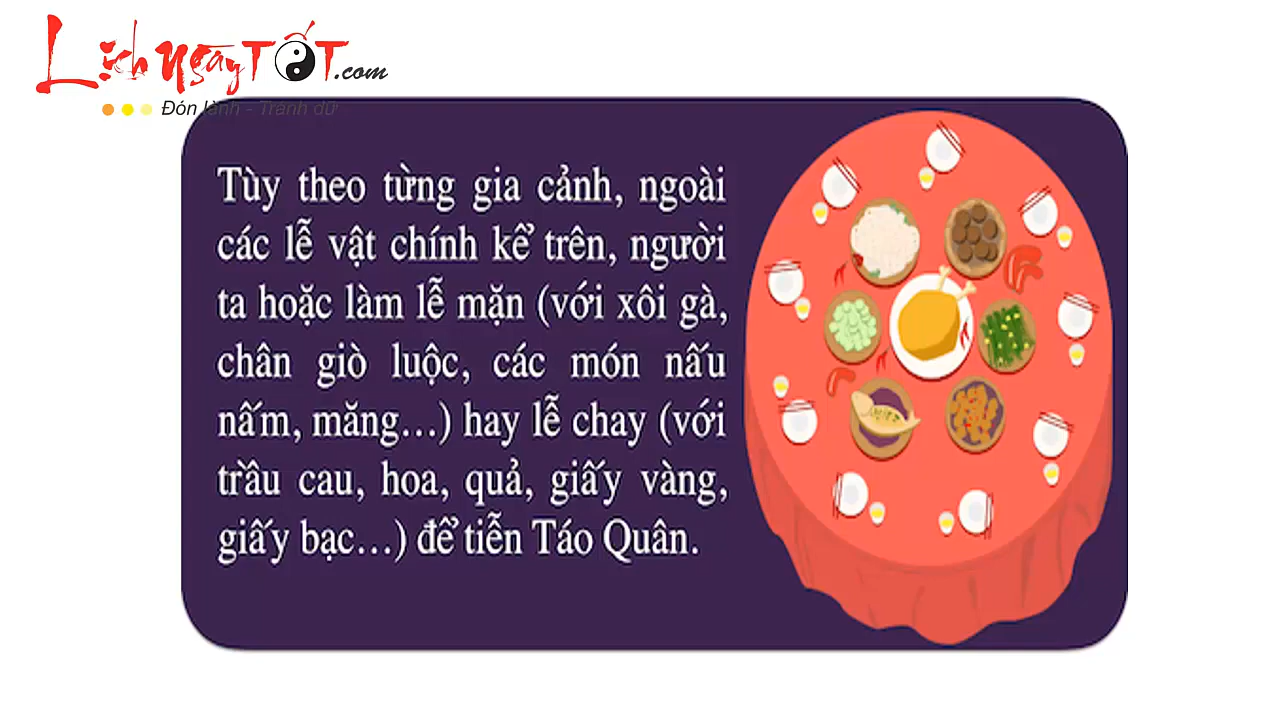 LịchNgàyTỐT.com
Đón lành - Tránh dữ
Tùy theo từng gia cảnh, ngoài
các lễ vật chính kể trên, người
ta hoặc làm lễ mặn (với xôi gà,
chân giò luộc, các món nấu
nấm, măng...) hay lễ chay (với
trầu cau, hoa, quả, giấy vàng,
giấy bạc...) để tiễn Táo Quân.